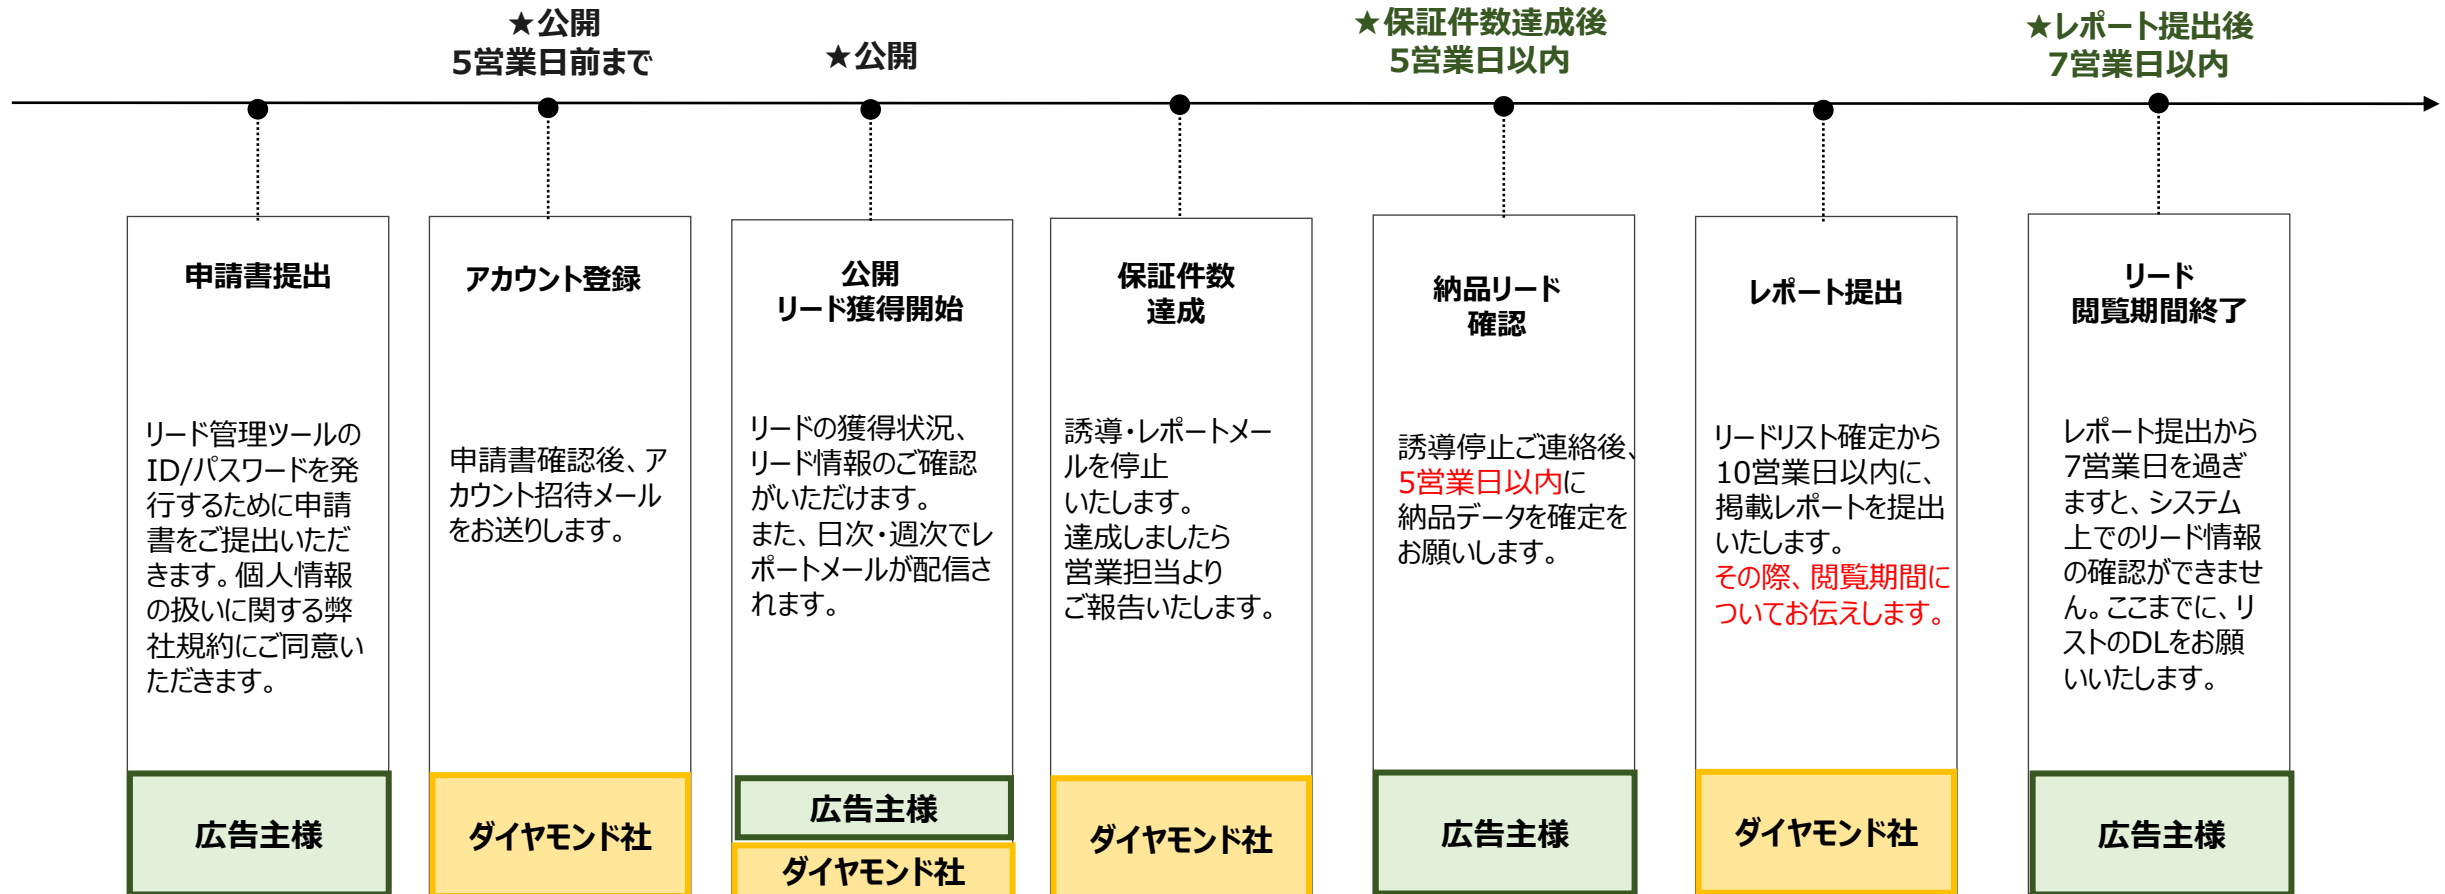 ★公開
5営業日前まで
★公開
★保証件数達成後
5営業日以内
★レポート提出後
7営業日以内
申請書提出
リード管理ツールの
ID/パスワードを発
行するために申請
書をご提出いただ
きます。個人情報
の扱いに関する弊
社規約にご同意い
ただきます。
広告主様
アカウント登録
申請書確認後、ア
カウント招待メール
をお送りします。
ダイヤモンド社
公開
リード獲得開始
リードの獲得状況、
リード情報のご確認
がいただけます。
また、日次・週次でレ
ポートメールが配信さ
れます。
広告主様
ダイヤモンド社
保証件数
達成
誘導・レポートメー
ルを停止
いたします。
達成しましたら
営業担当より
ご報告いたします。
ダイヤモンド社
納品リード
確認
誘導停止ご連絡後、
5営業日以内に
納品データを確定を
お願いします。
広告主様
レポート提出
リードリスト確定から
10営業日以内に、
掲載レポートを提出
いたします。
その際、閲覧期間に
ついてお伝えします。
ダイヤモンド社
リード
閲覧期間終了
レポート提出から
7営業日を過ぎ
ますと、システム
上でのリード情報
の確認ができませ
ん。ここまでに、リ
ストのDLをお願
いいたします。
広告主様